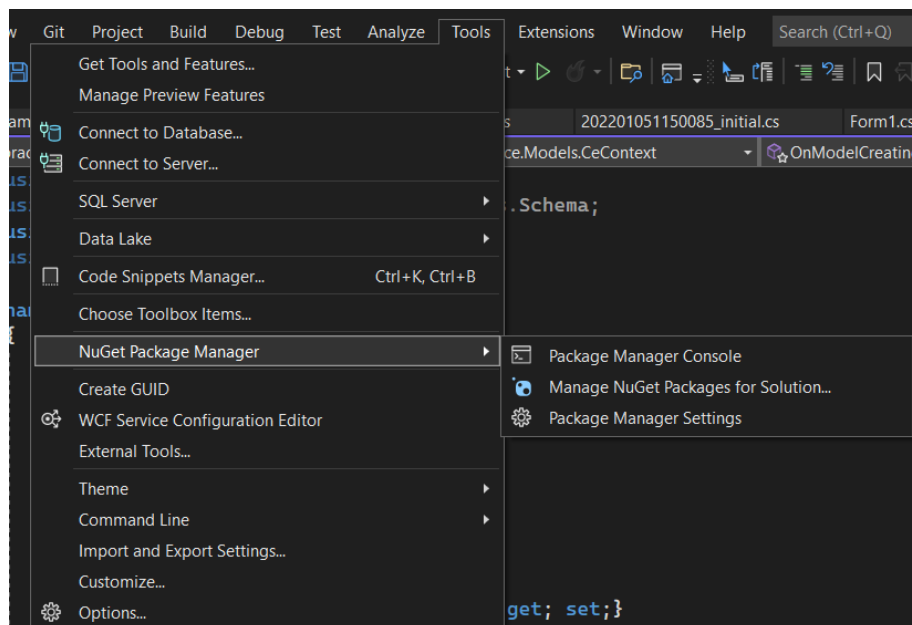 Git Project Build Debug Test Analyze Tools Extensions Window Help Search (Ctrl+Q)
Get Tools and Features...
Manage Preview Features
202201051150085_initial.cs Form1.cs
Connect to Database...
ce.Models.CeContext OnModelCreatin
Connect to Server...
SQL Server
.Schema;
Data Lake
Code Snippets Manager... Ctrl+K, Ctrl+B
Choose Toolbox Items...
NuGet Package Manager
Package Manager Console
Manage NuGet Packages for Solution...
Package Manager Settings
Create GUID
WCF Service Configuration Editor
External Tools...
Theme
Command Line
Import and Export Settings...
Customize...
Options...
get; set;}